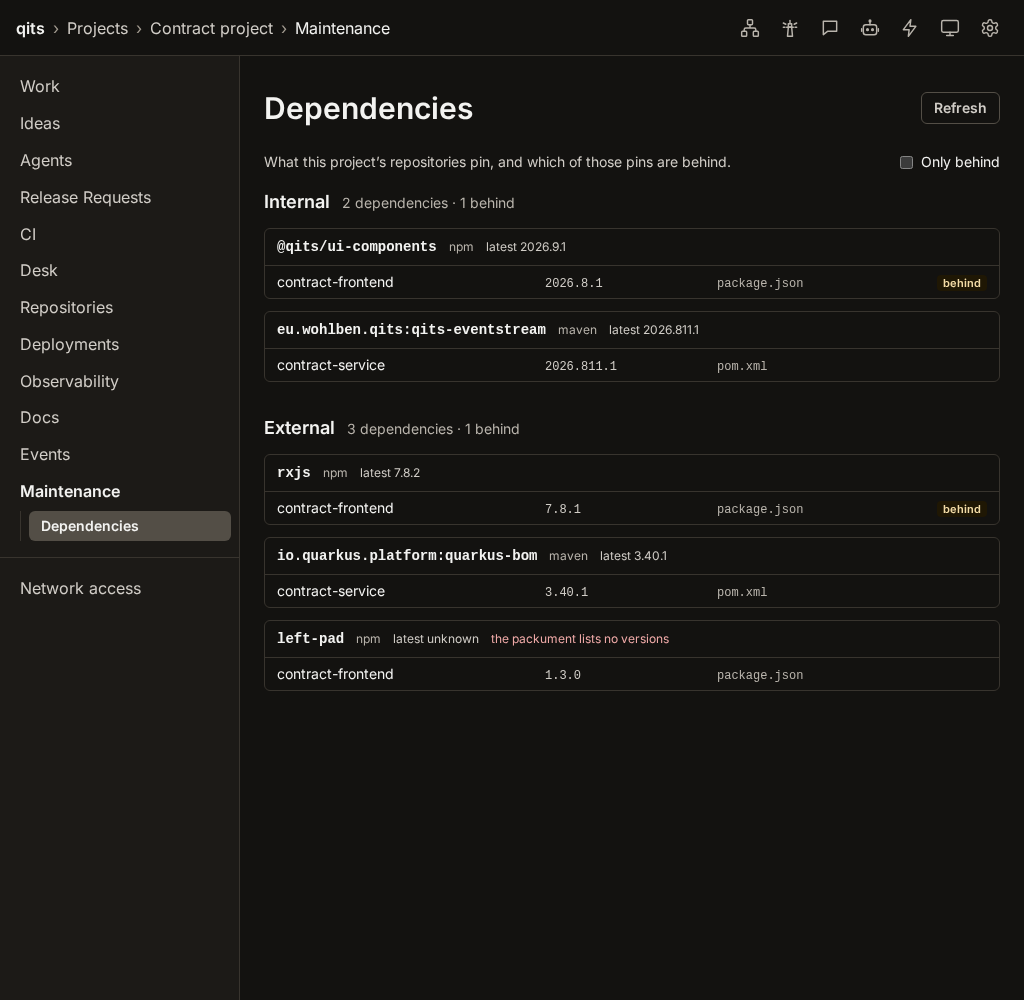 qits › Projects › Contract project › Maintenance
Work
Ideas
Agents
Release Requests
CI
Desk
Repositories
Deployments
Observability
Docs
Events
Maintenance
Dependencies
Network access
Dependencies
Refresh
What this project's repositories pin, and which of those pins are behind.
Only behind
Internal 2 dependencies · 1 behind
@qits/ui-components npm latest 2026.9.1
contract-frontend 2026.8.1 package.json behind
eu.wohlben.qits:qits-eventstream maven latest 2026.811.1
contract-service 2026.811.1 pom.xml
External 3 dependencies · 1 behind
rxjs npm latest 7.8.2
contract-frontend 7.8.1 package.json behind
io.quarkus.platform:quarkus-bom maven latest 3.40.1
contract-service 3.40.1 pom.xml
left-pad npm latest unknown the packument lists no versions
contract-frontend 1.3.0 package.json